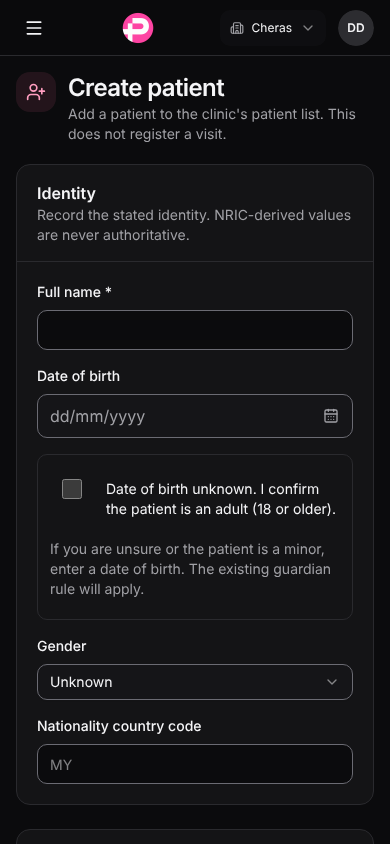 Cheras
DD
Create patient
Add a patient to the clinic's patient list. This
does not register a visit.
Identity
Record the stated identity. NRIC-derived values
are never authoritative.
Full name *
Date of birth
dd/mm/yyyy
Date of birth unknown. I confirm
the patient is an adult (18 or older).
If you are unsure or the patient is a minor,
enter a date of birth. The existing guardian
rule will apply.
Gender
Unknown
Nationality country code
MY